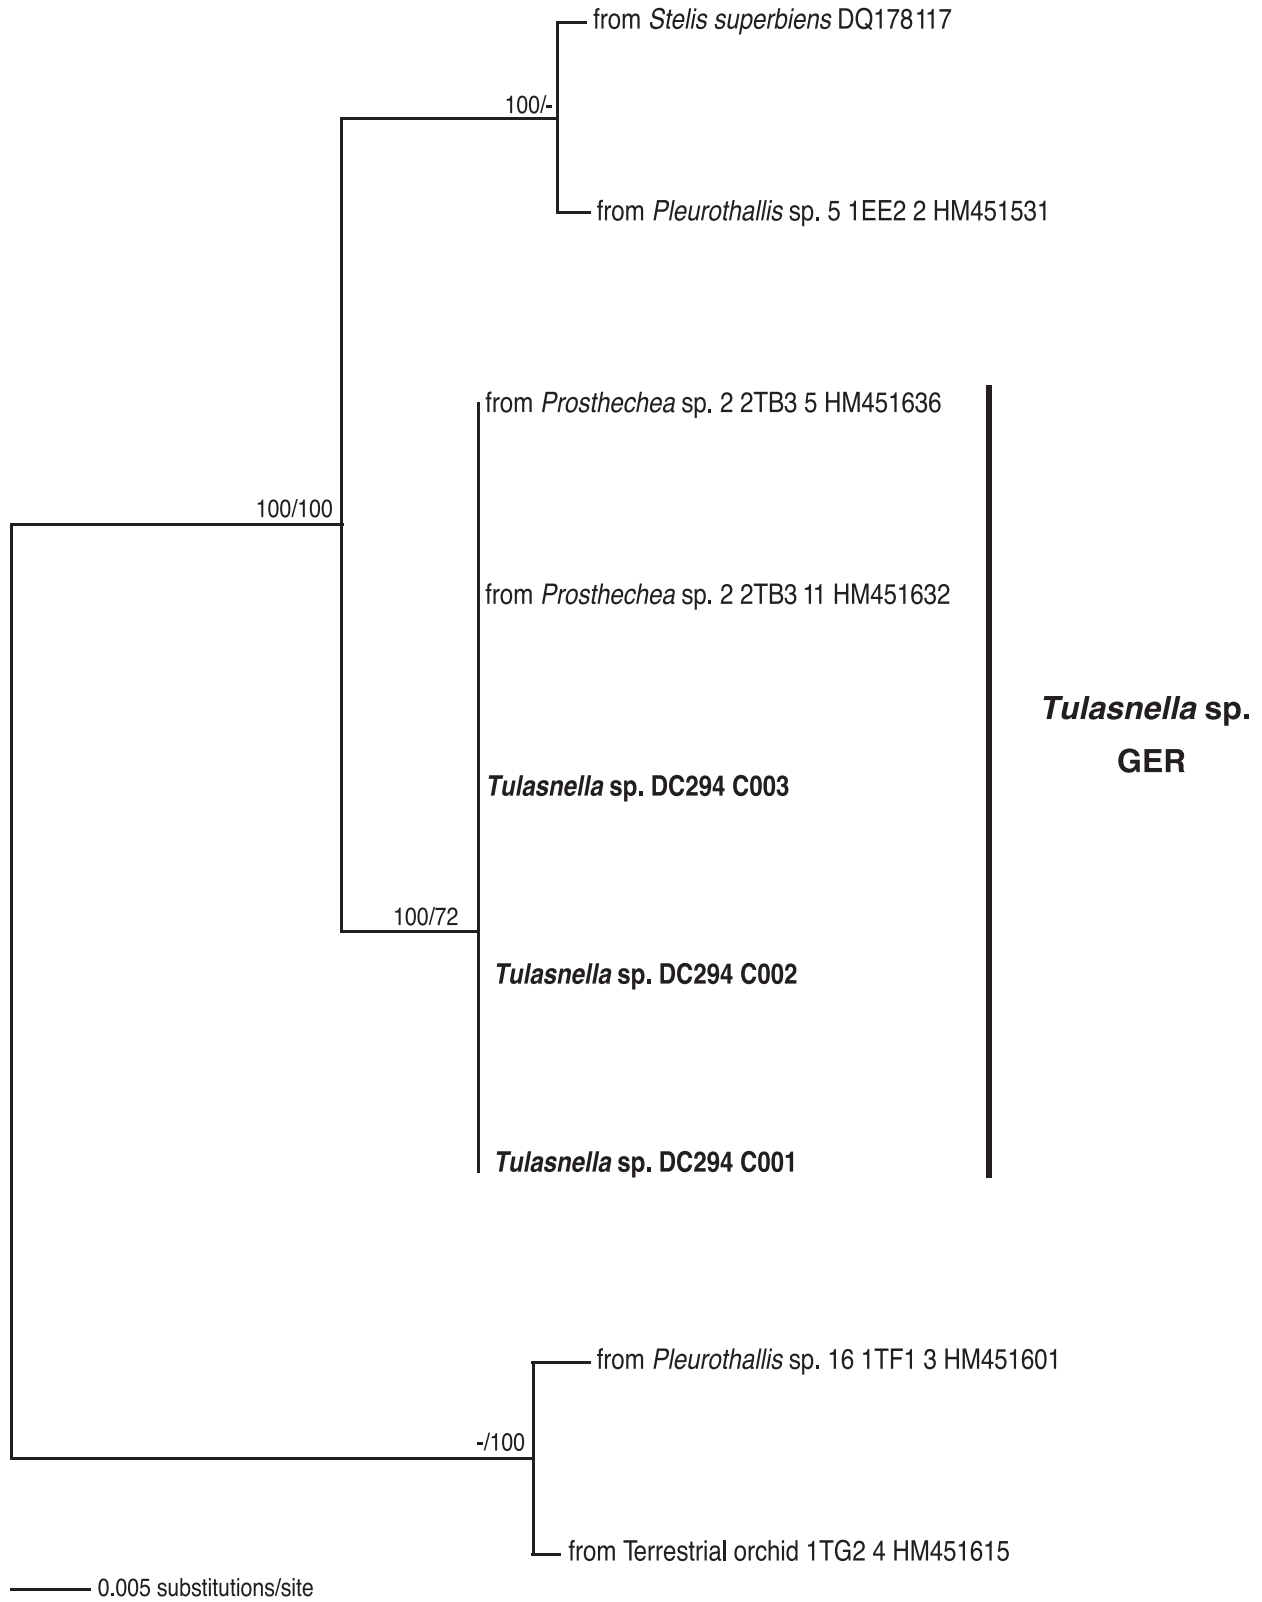 from Stelis superbiens DQ178117
100/-
from Pleurothallis sp. 5 1EE2 2 HM451531
from Prosthechea sp. 2 2TB3 5 HM451636
100/100
from Prosthechea sp. 2 2TB3 11 HM451632
Tulasnella sp.
GER
Tulasnella sp. DC294 C003
100/72
Tulasnella sp. DC294 C002
Tulasnella sp. DC294 C001
from Pleurothallis sp. 16 1TF1 3 HM451601
-/100
from Terrestrial orchid 1TG2 4 HM451615
0.005 substitutions/site